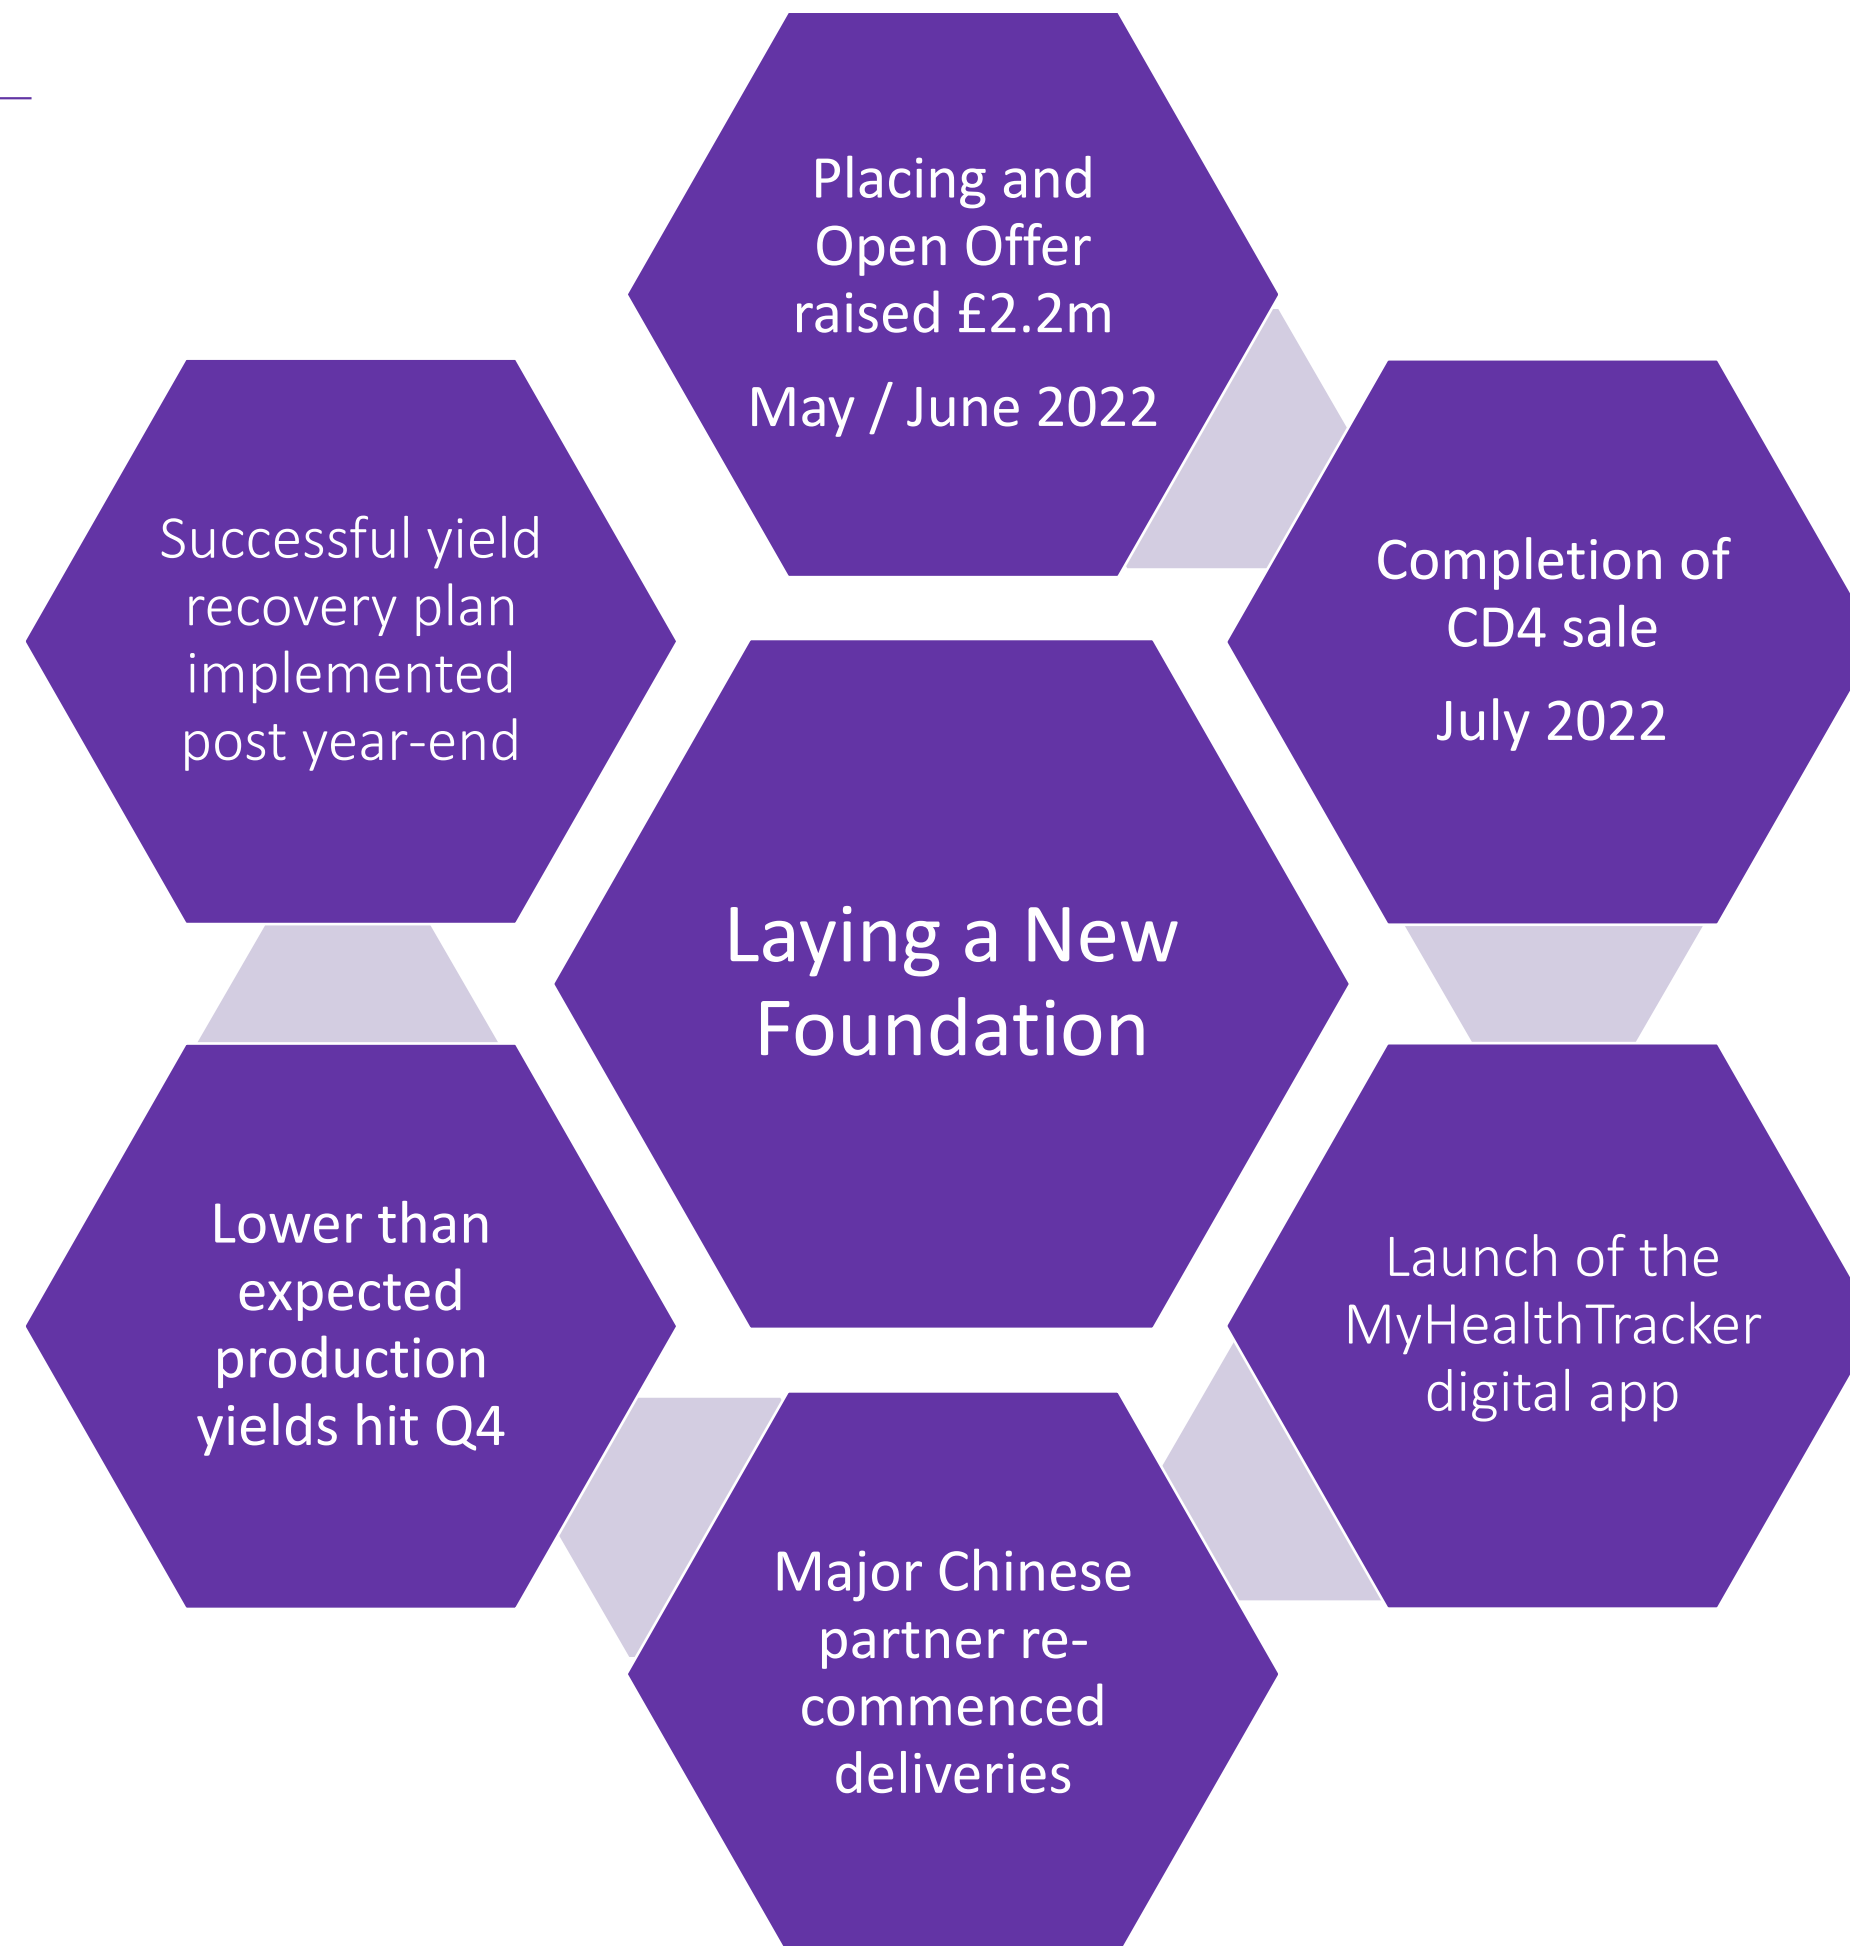 Placing and
Open Offer
raised £2.2m
May / June 2022
Completion of
CD4 sale
July 2022
Launch of the
MyHealthTracker
digital app
Major Chinese
partner re-
commenced
deliveries
Lower than
expected
production
yields hit Q4
Successful yield
recovery plan
implemented
post year-end
Laying a New
Foundation